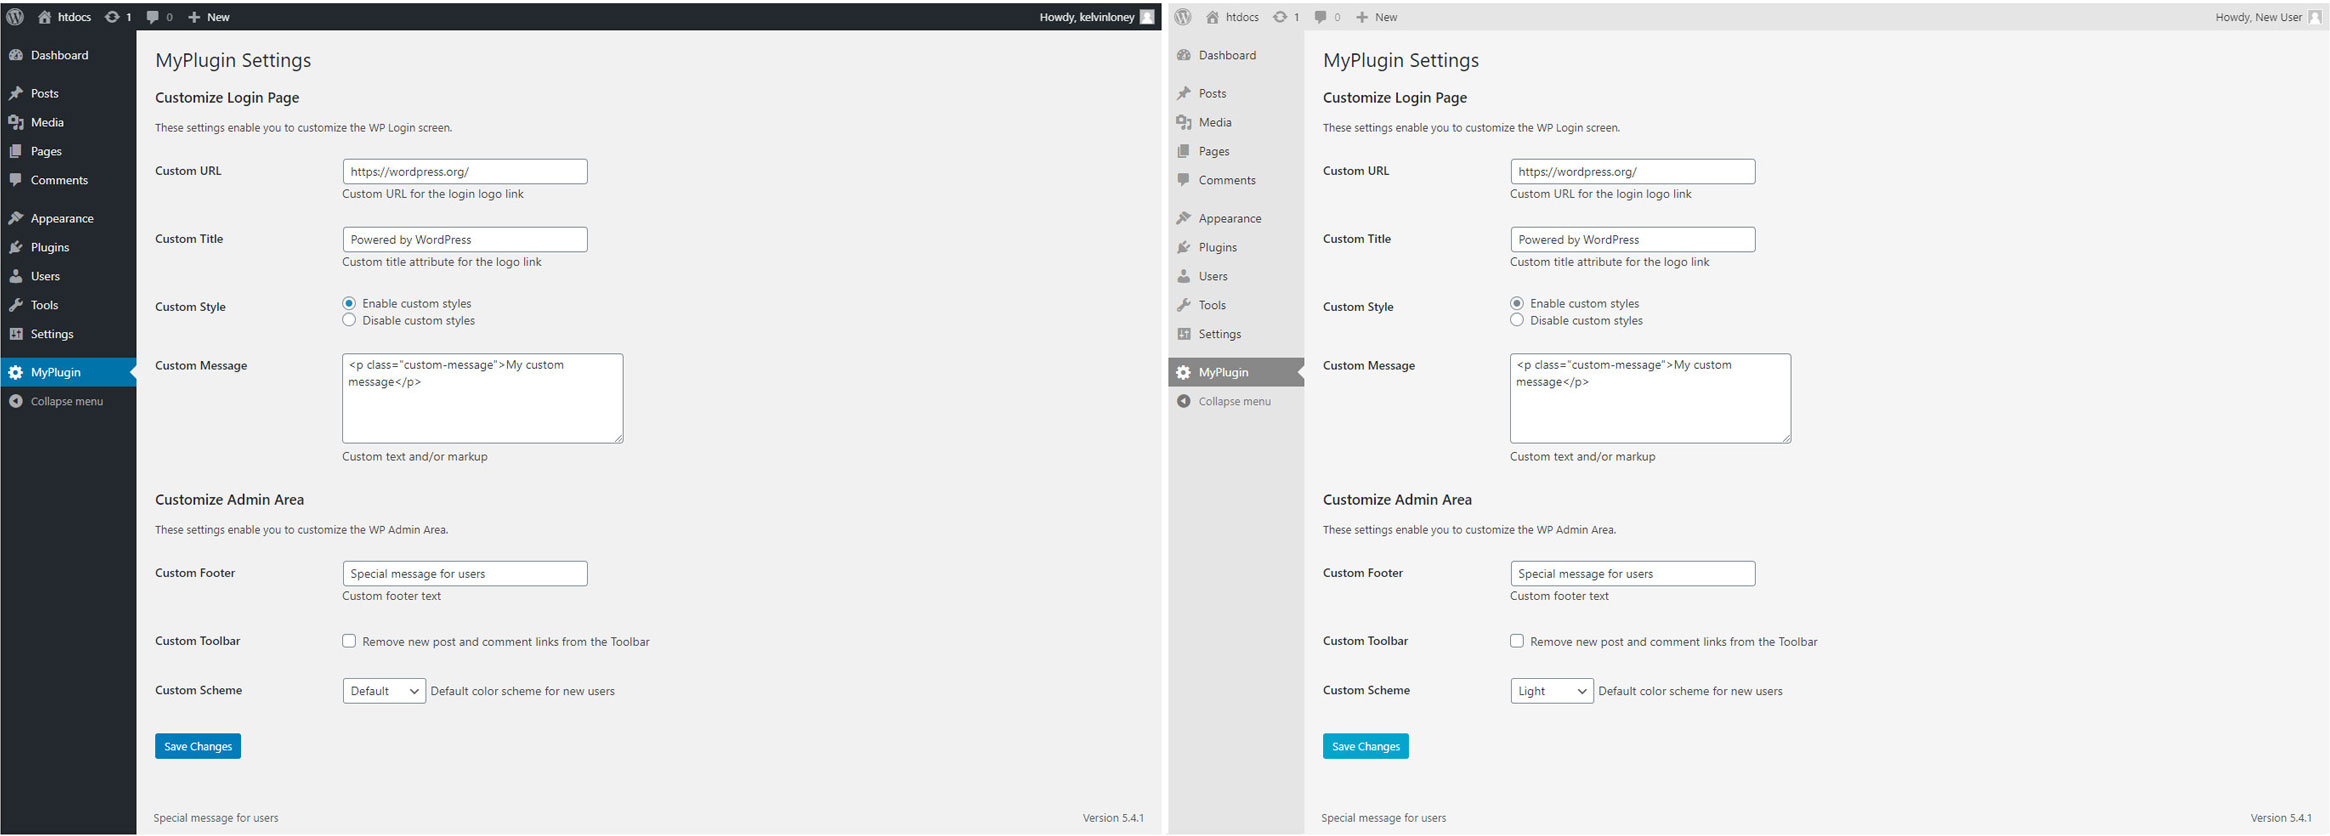 htdocs 1 0 New Howdy, kelvinloney
Dashboard
Posts
Media
Pages
Comments
Appearance
Plugins
Users
Tools
Settings
MyPlugin
Collapse menu
MyPlugin Settings
Customize Login Page
These settings enable you to customize the WP Login screen.
Custom URL https://wordpress.org/
Custom URL for the login logo link
Custom Title Powered by WordPress
Custom title attribute for the logo link
Custom Style Enable custom styles
Disable custom styles
Custom Message <p class="custom-message">My custom
message</p>
Custom text and/or markup
Customize Admin Area
These settings enable you to customize the WP Admin Area.
Custom Footer Special message for users
Custom footer text
Custom Toolbar Remove new post and comment links from the Toolbar
Custom Scheme Default Default color scheme for new users
Save Changes
Special message for users Version 5.4.1
htdocs 1 0 New Howdy, New User
Dashboard
Posts
Media
Pages
Comments
Appearance
Plugins
Users
Tools
Settings
MyPlugin
Collapse menu
MyPlugin Settings
Customize Login Page
These settings enable you to customize the WP Login screen.
Custom URL https://wordpress.org/
Custom URL for the login logo link
Custom Title Powered by WordPress
Custom title attribute for the logo link
Custom Style Enable custom styles
Disable custom styles
Custom Message <p class="custom-message">My custom
message</p>
Custom text and/or markup
Customize Admin Area
These settings enable you to customize the WP Admin Area.
Custom Footer Special message for users
Custom footer text
Custom Toolbar Remove new post and comment links from the Toolbar
Custom Scheme Light Default color scheme for new users
Save Changes
Special message for users Version 5.4.1